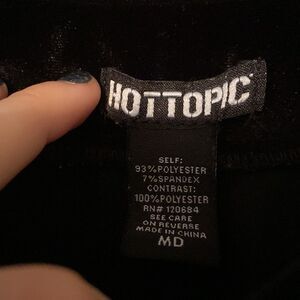 HOTTOPIC
SELF:
93%POLYESTER
7%SPANDEX
CONTRAST:
100%POLYESTER
RN# 120684
SEE CARE
ON REVERSE
MADE IN CHINA
MD